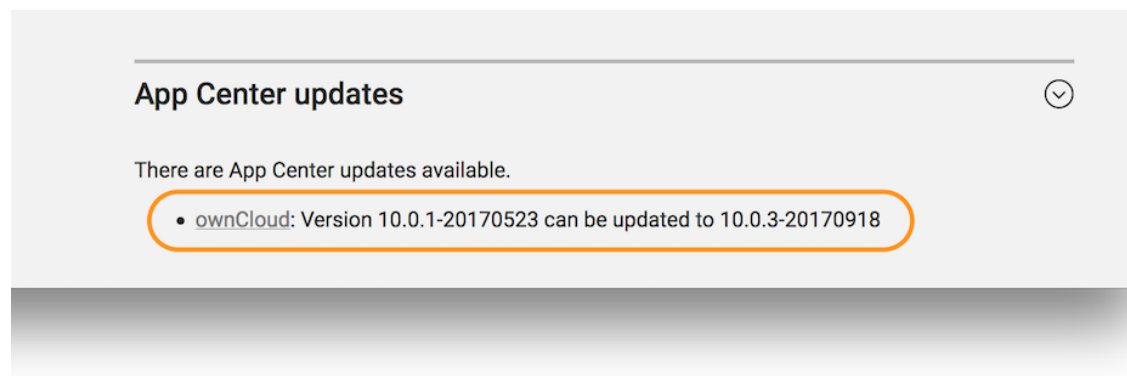 App Center updates
There are App Center updates available.
• ownCloud: Version 10.0.1-20170523 can be updated to 10.0.3-20170918